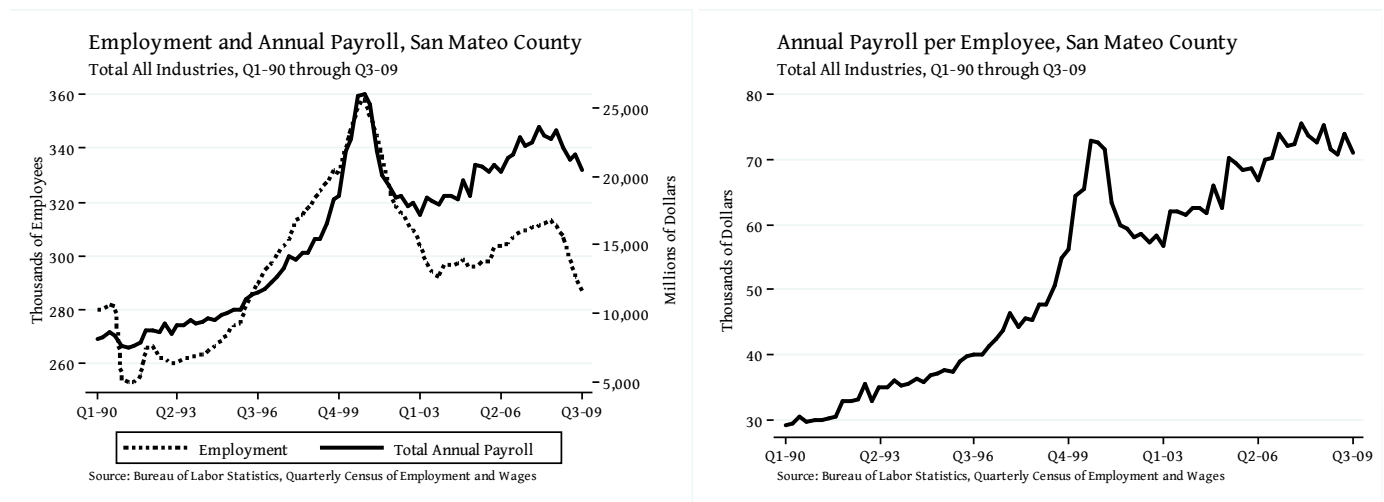 Employment and Annual Payroll, San Mateo County
Total All Industries, Q1-90 through Q3-09
360
340
320
300
280
260
Thousands of Employees
25,000
20,000
15,000
10,000
5,000
Millions of Dollars
Q1-90 Q2-93 Q3-96 Q4-99 Q1-03 Q2-06 Q3-09
Employment Total Annual Payroll
Source: Bureau of Labor Statistics, Quarterly Census of Employment and Wages
Annual Payroll per Employee, San Mateo County
Total All Industries, Q1-90 through Q3-09
80
70
60
50
40
30
Thousands of Dollars
Q1-90 Q2-93 Q3-96 Q4-99 Q1-03 Q2-06 Q3-09
Source: Bureau of Labor Statistics, Quarterly Census of Employment and Wages